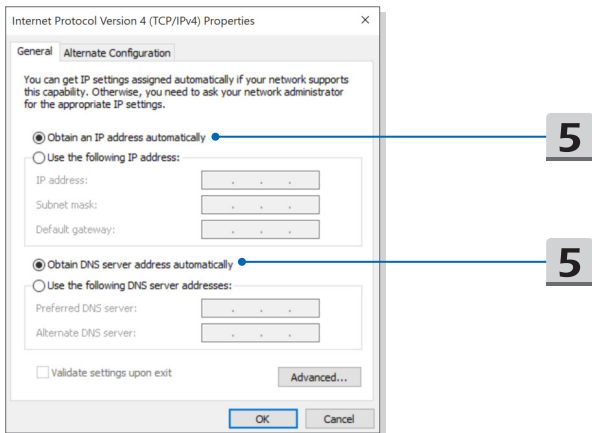 Internet Protocol Version 4 (TCP/IPv4) Properties
General
Alternate Configuration
You can get IP settings assigned automatically if your network supports
this capability. Otherwise, you need to ask your network administrator
for the appropriate IP settings.
Obtain an IP address automatically
5
Use the following IP address:
IP address:
Subnet mask:
Default gateway:
Obtain DNS server address automatically
5
Use the following DNS server addresses:
Preferred DNS server:
Alternate DNS server:
Validate settings upon exit
Advanced...
OK
Cancel